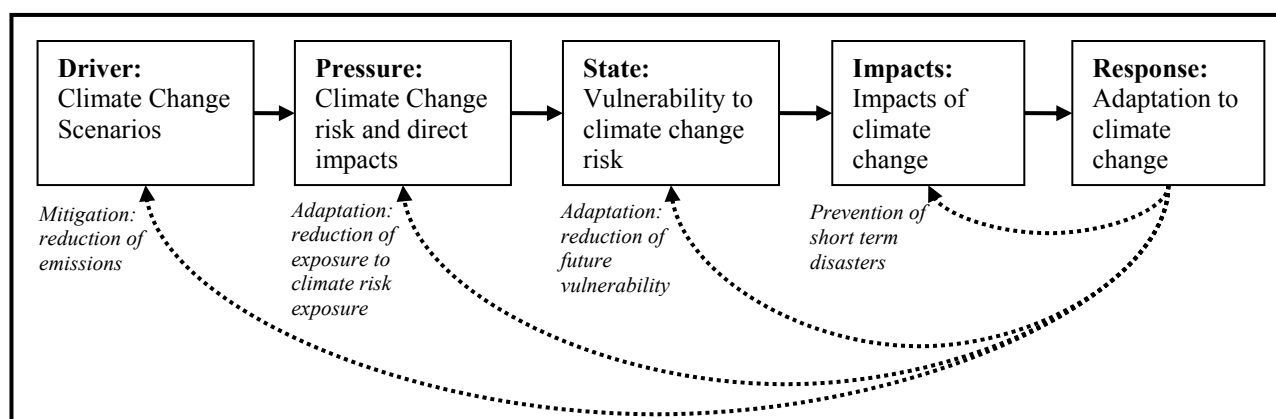 Driver:
Climate Change
Scenarios
Pressure:
Climate Change
risk and direct
impacts
State:
Vulnerability to
climate change
risk
Impacts:
Impacts of
climate
change
Response:
Adaptation to
climate
change
Mitigation:
reduction of
emissions
Adaptation:
reduction of
exposure to
climate risk
exposure
Adaptation:
reduction of
future
vulnerability
Prevention of
short term
disasters